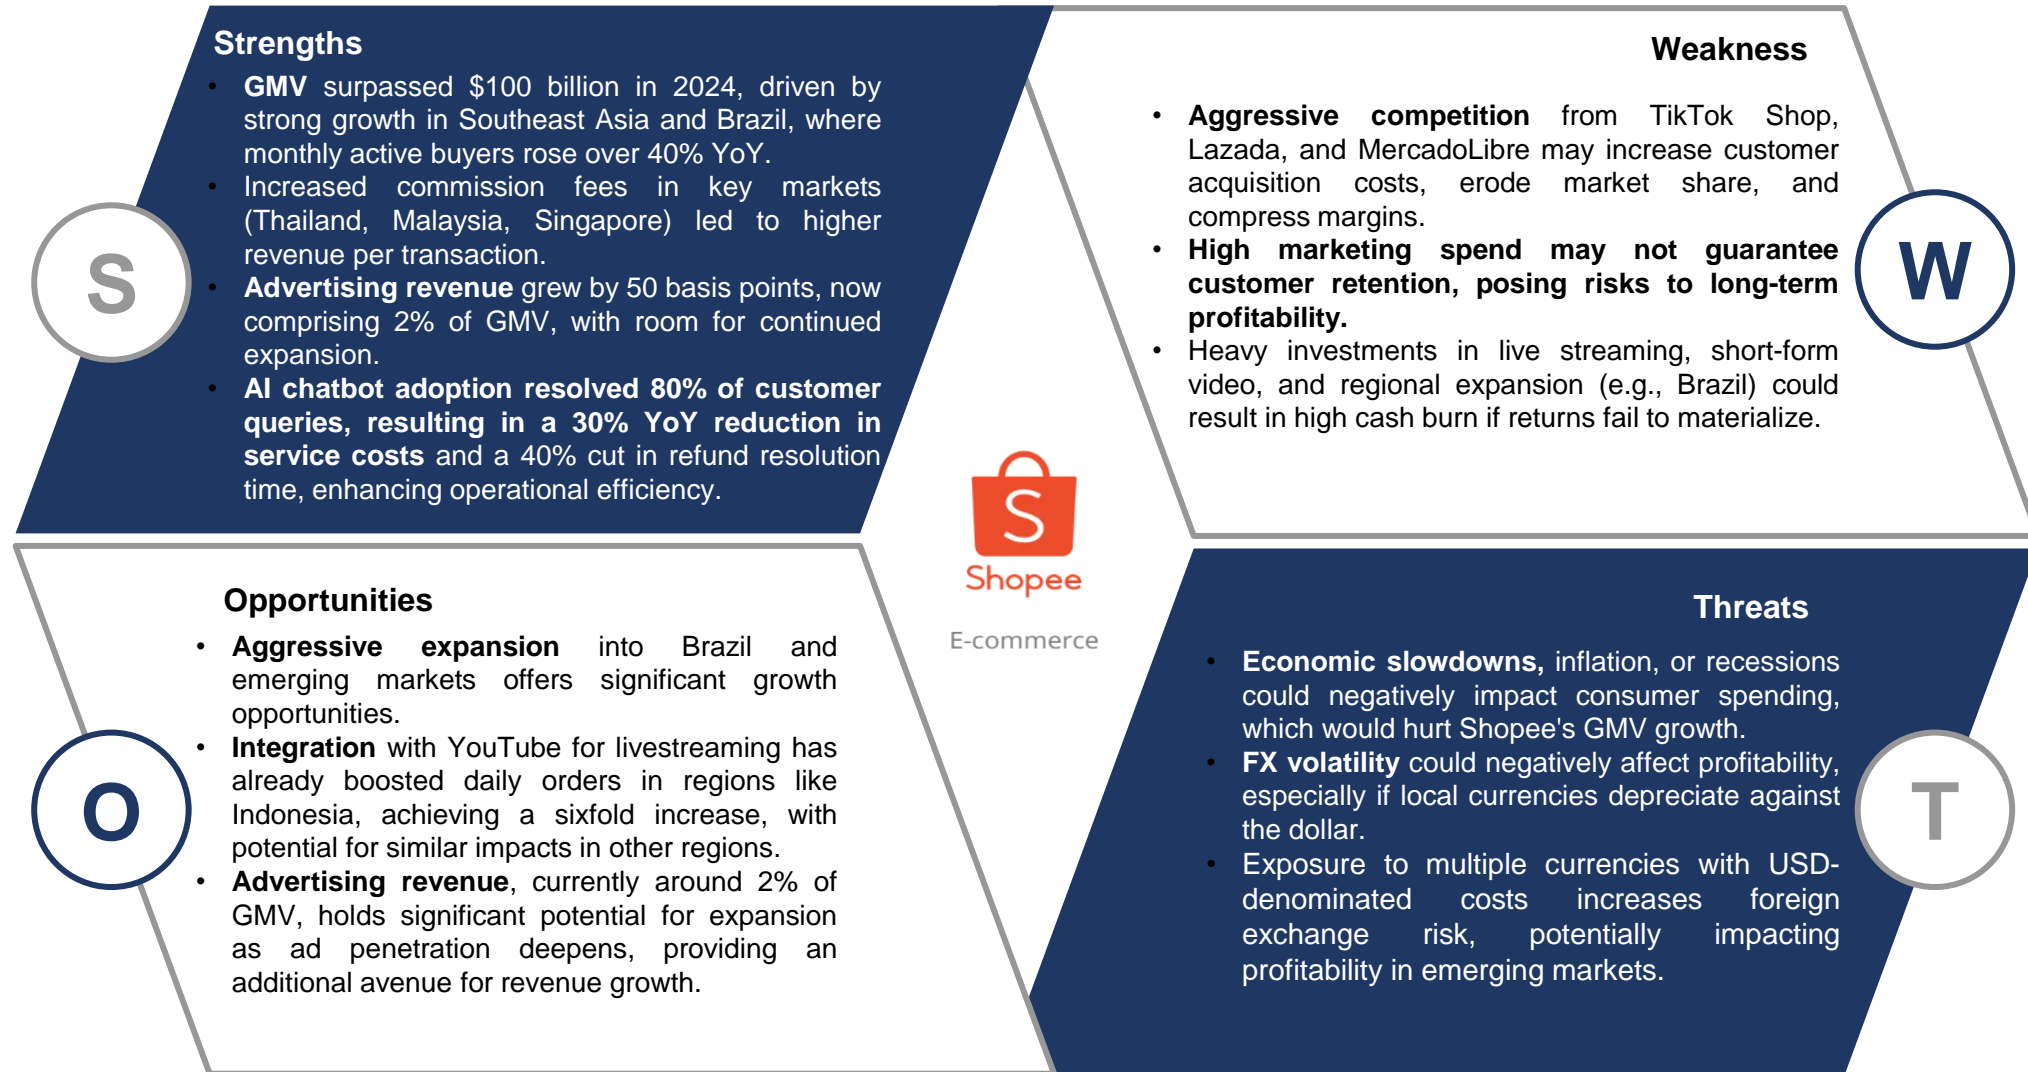 Strengths
• GMV surpassed $100 billion in 2024, driven by
strong growth in Southeast Asia and Brazil, where
monthly active buyers rose over 40% YoY.
• Increased commission fees in key markets
(Thailand, Malaysia, Singapore) led to higher
revenue per transaction.
• Advertising revenue grew by 50 basis points, now
comprising 2% of GMV, with room for continued
expansion.
• AI chatbot adoption resolved 80% of customer
queries, resulting in a 30% YoY reduction in
service costs and a 40% cut in refund resolution
time, enhancing operational efficiency.
S
Weakness
• Aggressive competition from TikTok Shop,
Lazada, and MercadoLibre may increase customer
acquisition costs, erode market share, and
compress margins.
• High marketing spend may not guarantee
customer retention, posing risks to long-term
profitability.
• Heavy investments in live streaming, short-form
video, and regional expansion (e.g., Brazil) could
result in high cash burn if returns fail to materialize.
W
S
Shopee
E-commerce
Opportunities
• Aggressive expansion into Brazil and
emerging markets offers significant growth
opportunities.
• Integration with YouTube for livestreaming has
already boosted daily orders in regions like
Indonesia, achieving a sixfold increase, with
potential for similar impacts in other regions.
• Advertising revenue, currently around 2% of
GMV, holds significant potential for expansion
as ad penetration deepens, providing an
additional avenue for revenue growth.
O
Threats
• Economic slowdowns, inflation, or recessions
could negatively impact consumer spending,
which would hurt Shopee's GMV growth.
• FX volatility could negatively affect profitability,
especially if local currencies depreciate against
the dollar.
• Exposure to multiple currencies with USD-
denominated costs increases foreign
exchange risk, potentially impacting
profitability in emerging markets.
T